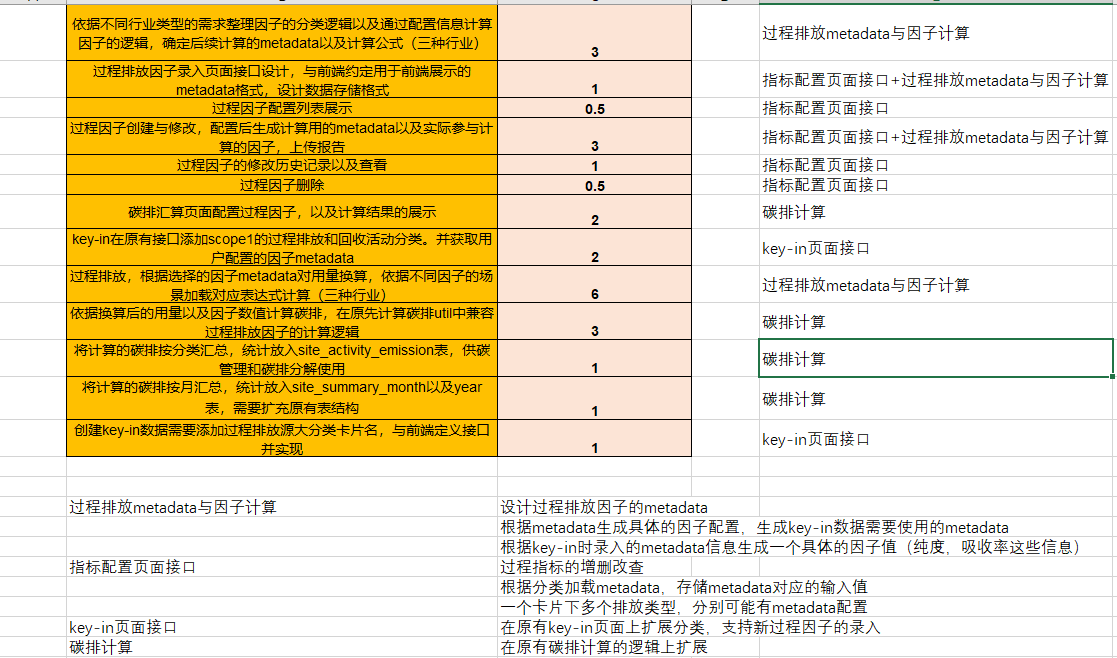 依据不同行业类型的需求整理因子的分类逻辑以及通过配置信息计算
因子的逻辑，确定后续计算的metadata以及计算公式（三种行业）
3
过程排放metadata与因子计算
过程排放因子录入页面接口设计，与前端约定用于前端展示的
metadata格式，设计数据存储格式
1
指标配置页面接口+过程排放metadata与因子计算
过程因子配置列表展示
0.5
指标配置页面接口
过程因子创建与修改，配置后生成计算用的metadata以及实际参与计
算的因子，上传报告
3
指标配置页面接口+过程排放metadata与因子计算
过程因子的修改历史记录以及查看
1
指标配置页面接口
过程因子删除
0.5
指标配置页面接口
碳排汇算页面配置过程因子，以及计算结果的展示
2
碳排计算
key-in在原有接口添加scope1的过程排放和回收活动分类。并获取用
户配置的因子metadata
2
key-in页面接口
过程排放，根据选择的因子metadata对用量换算，依据不同因子的场
景加载对应表达式计算（三种行业）
6
过程排放metadata与因子计算
依据换算后的用量以及因子数值计算碳排，在原先计算碳排util中兼容
过程排放因子的计算逻辑
3
碳排计算
将计算的碳排按分类汇总，统计放入site_activity_emission表，供碳
管理和碳排分解使用
1
碳排计算
将计算的碳排按月汇总，统计放入site_summary_month以及year
表，需要扩充原有表结构
1
碳排计算
创建key-in数据需要添加过程排放源大分类卡片名，与前端定义接口
并实现
1
key-in页面接口
过程排放metadata与因子计算
设计过程排放因子的metadata
根据metadata生成具体的因子配置，生成key-in数据需要使用的metadata
根据key-in时录入的metadata信息生成一个具体的因子值（纯度，吸收率这些信息）
指标配置页面接口
过程指标的增删改查
根据分类加载metadata，存储metadata对应的输入值
一个卡片下多个排放类型，分别可能有metadata配置
key-in页面接口
在原有key-in页面上扩展分类，支持新过程因子的录入
碳排计算
在原有碳排计算的逻辑上扩展